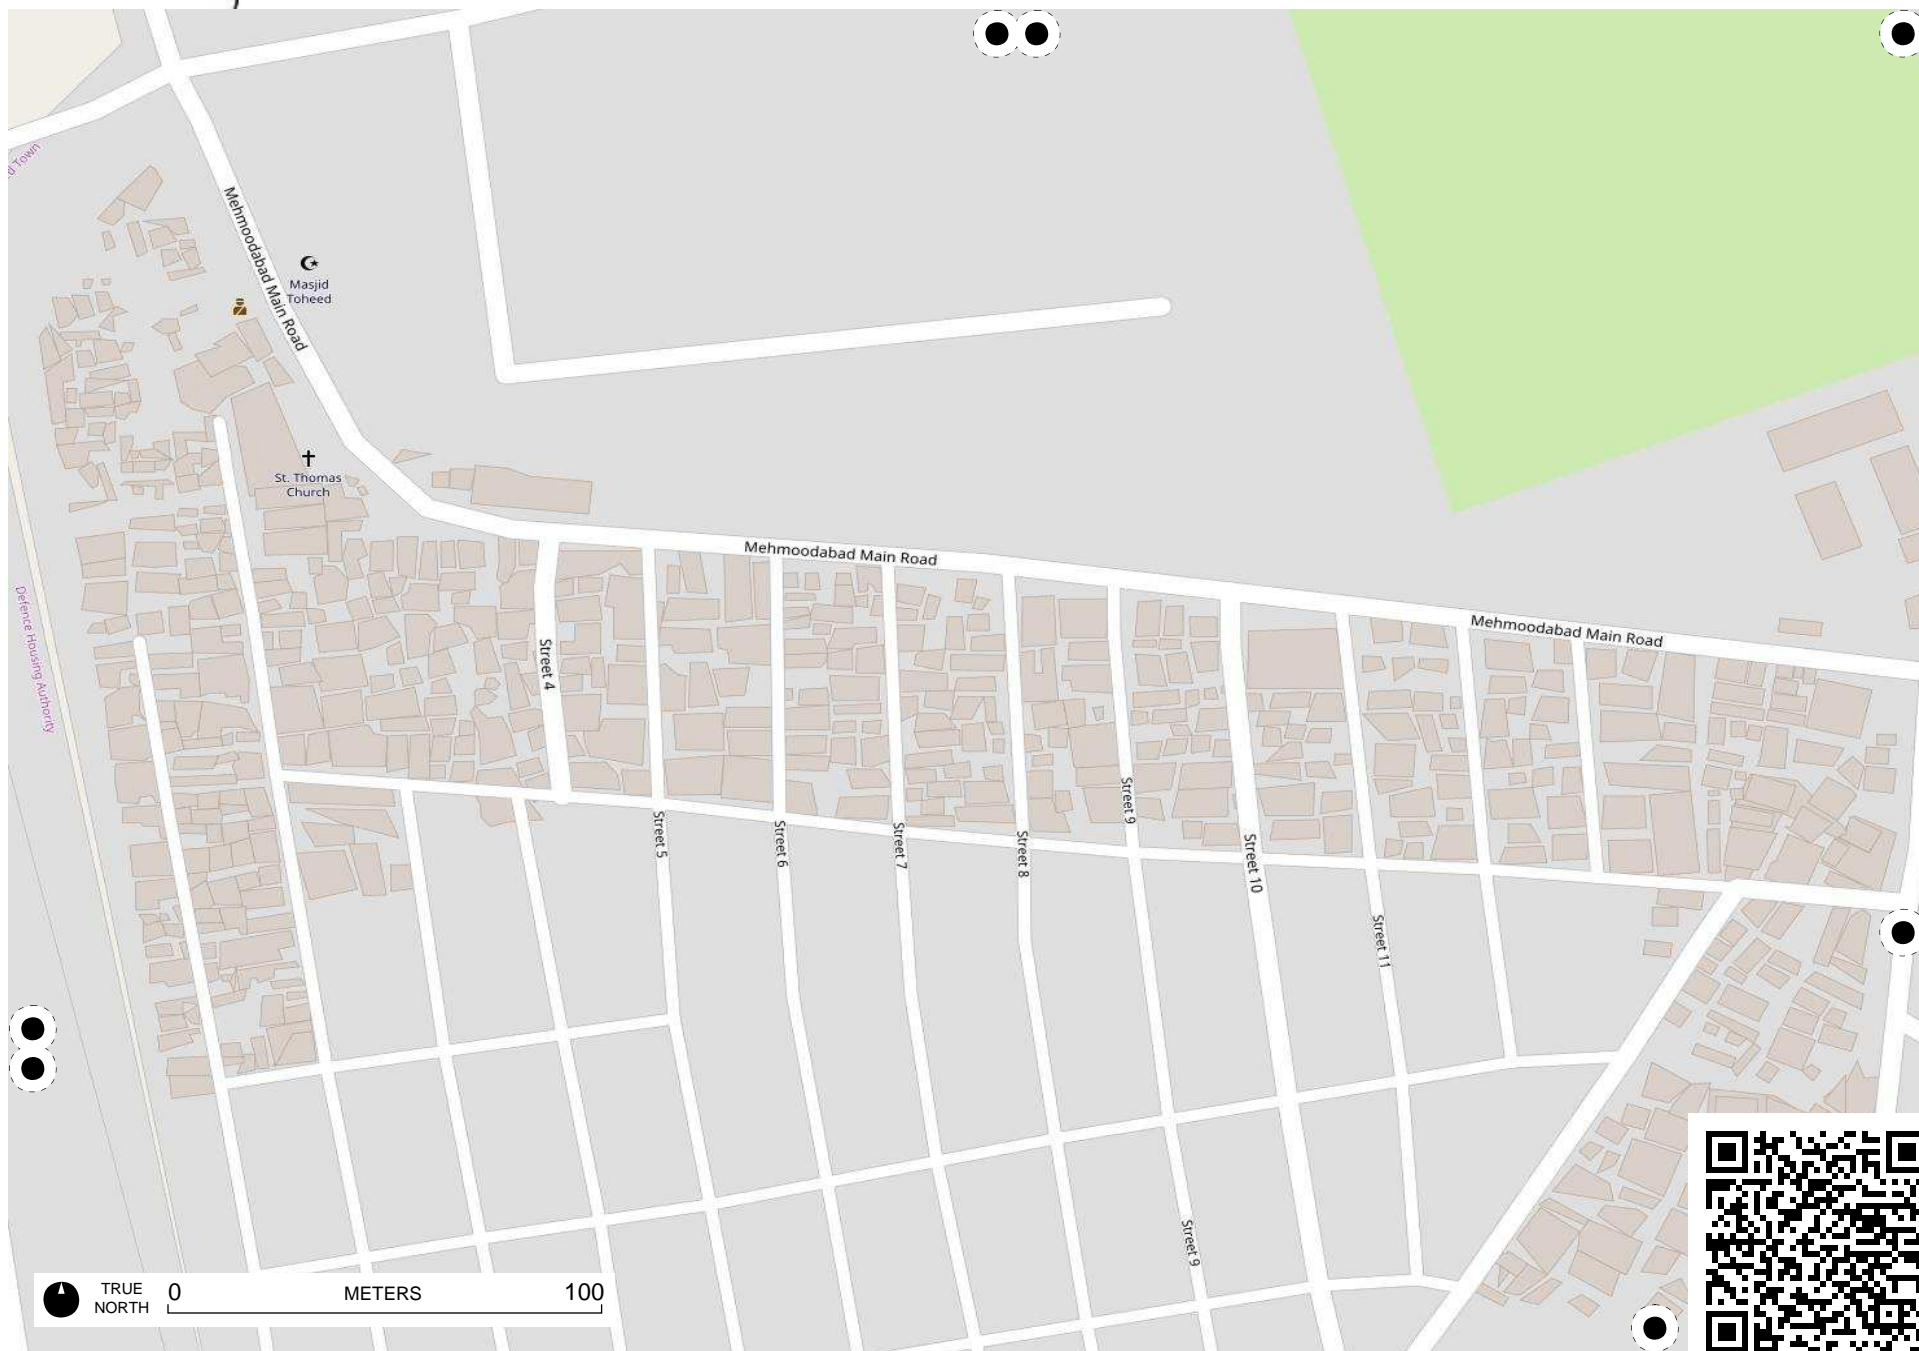 Mehmoodabad Main Road
Masjid
Toheed
St. Thomas
Church
Mehmoodabad Main Road
Mehmoodabad Main Road
Defence Housing Authority
Town
Street 4
Street 5
Street 6
Street 7
Street 8
Street 9
Street 10
Street 11
Street 9
TRUE
NORTH
0 METERS 100